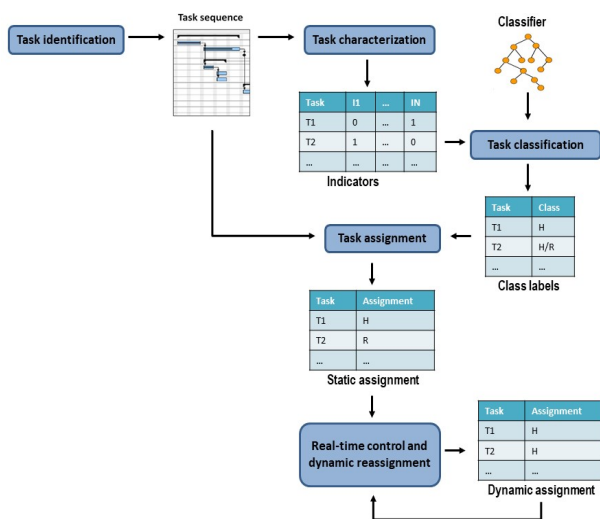 Task sequence
Task identification
Task characterization
Classifier
Task I1 ... IN
T1 0 ... 1
T2 1 ... 0
... ... ... ...
Indicators
Task classification
Task Class
T1 H
T2 H/R
... ...
Class labels
Task assignment
Task Assignment
T1 H
T2 R
... ...
Static assignment
Real-time control and
dynamic reassignment
Task Assignment
T1 H
T2 H
... ...
Dynamic assignment